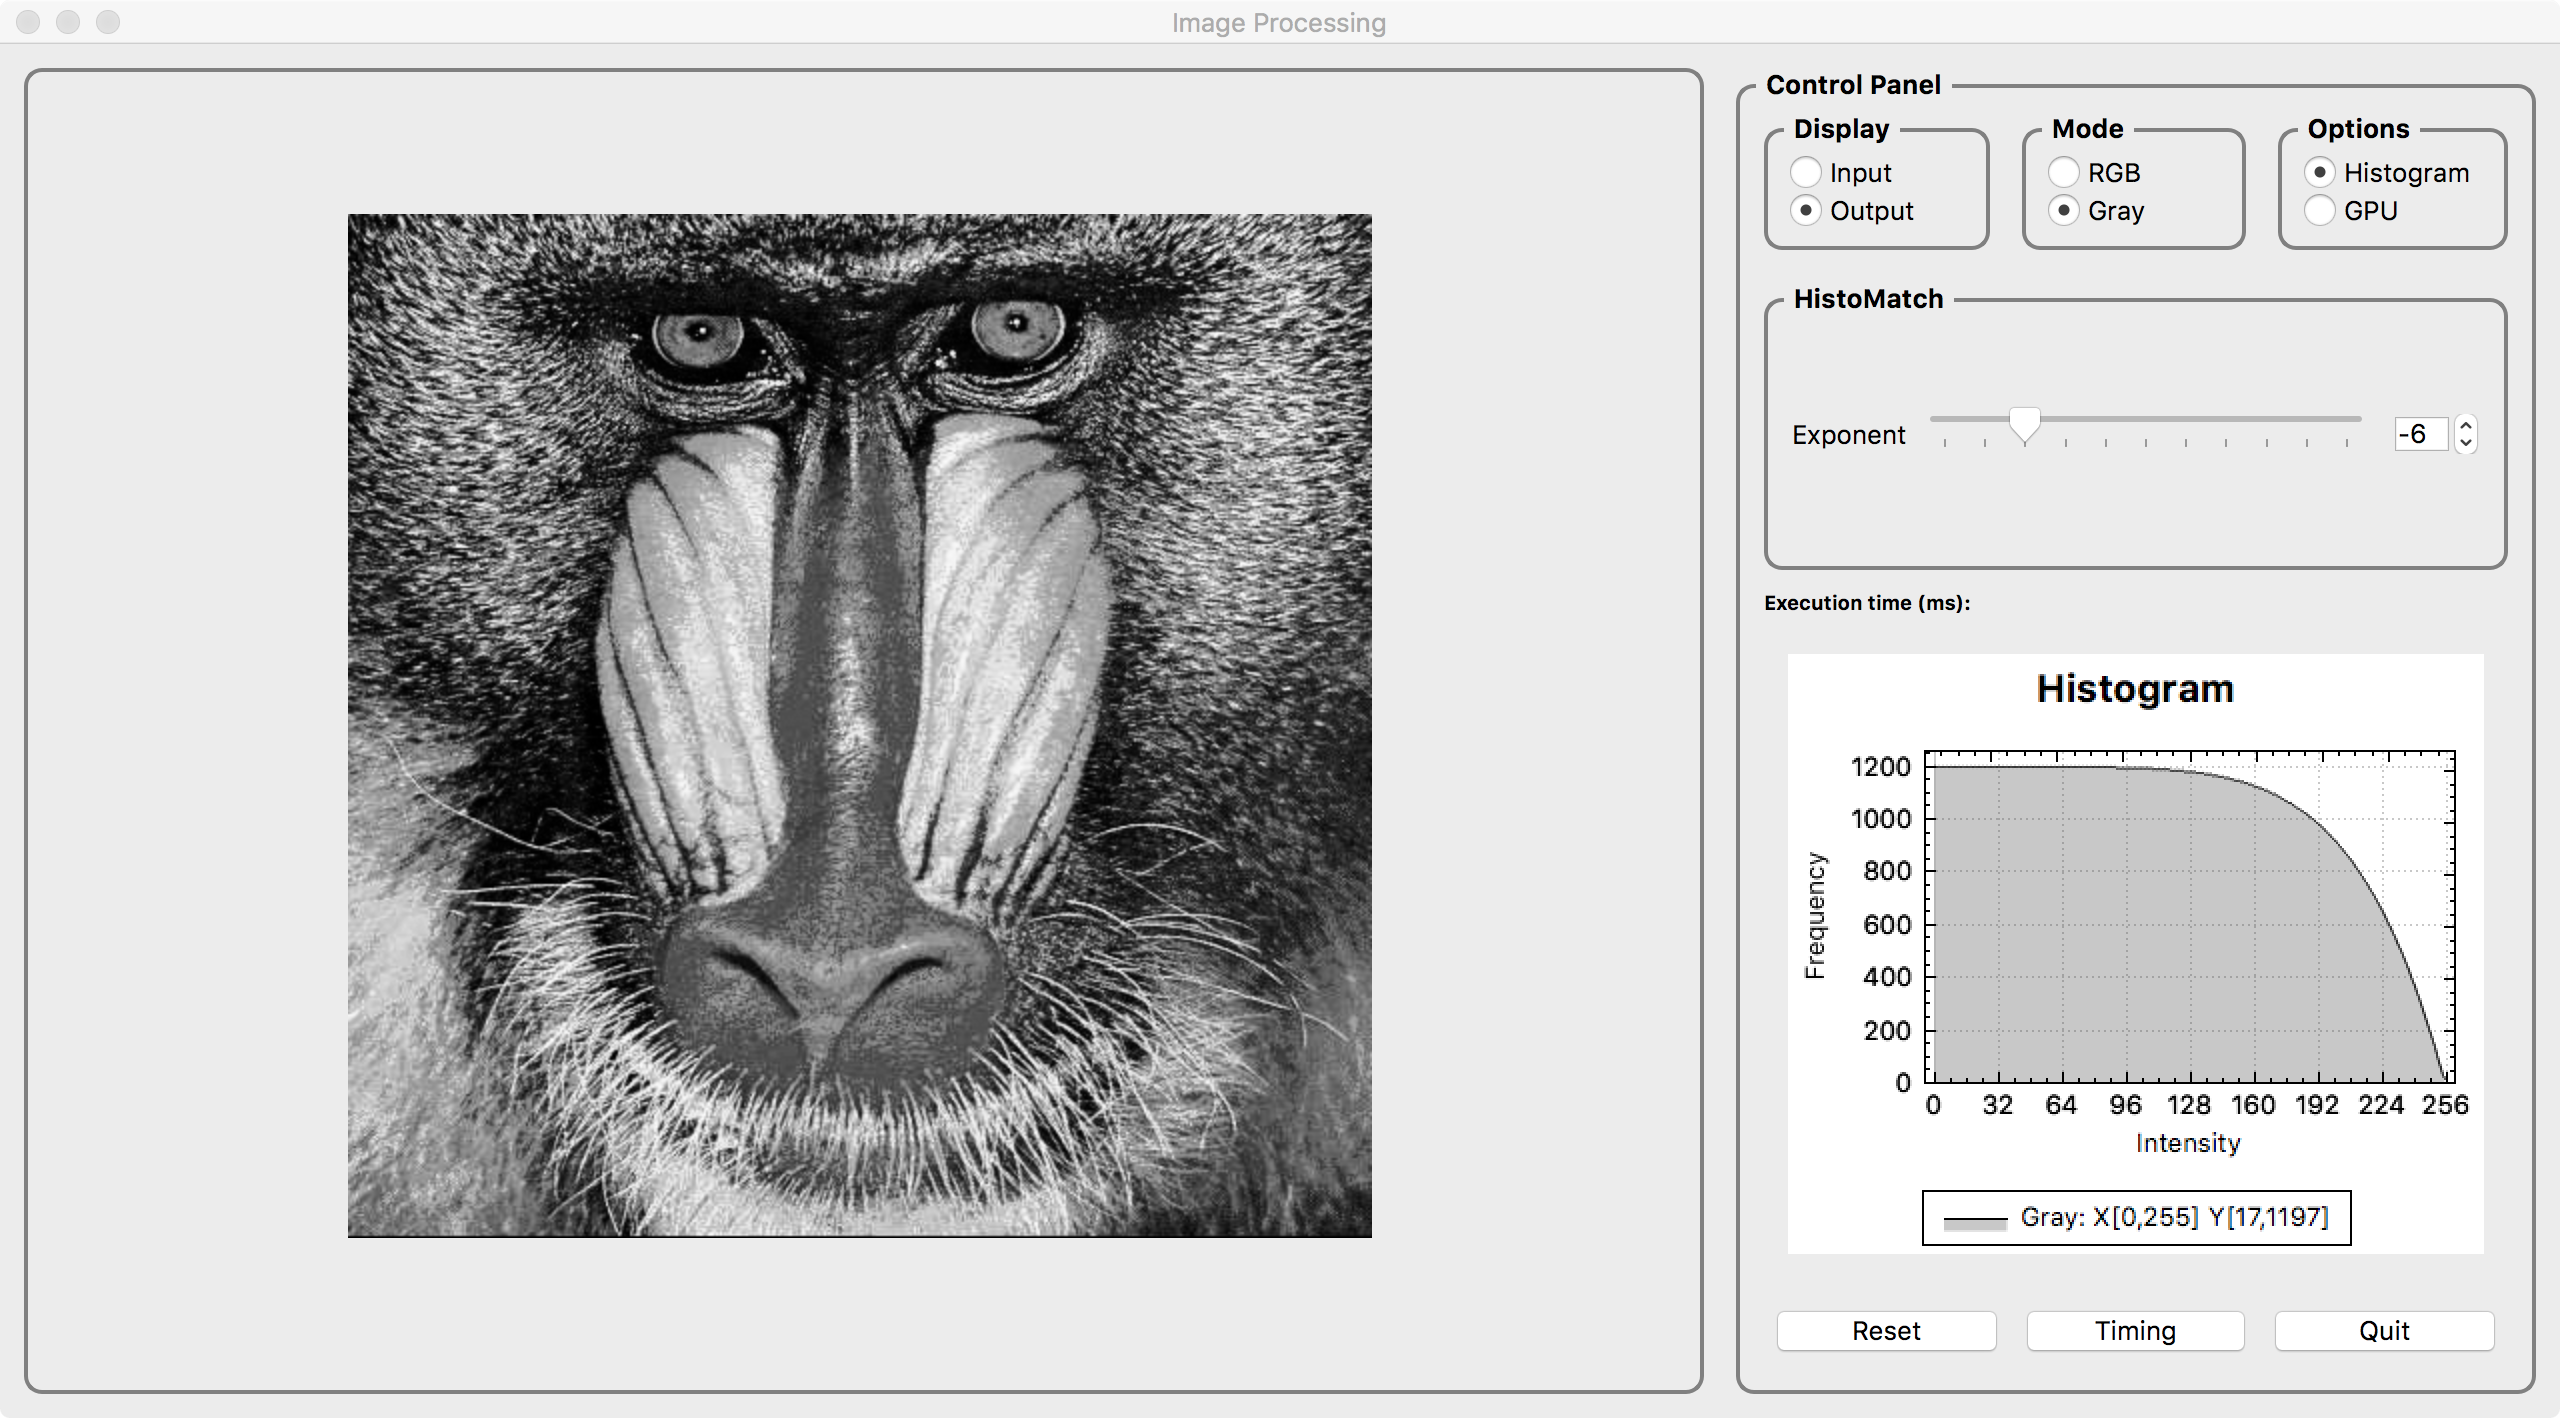 Image Processing
Control Panel
Display
Input
Output
Mode
RGB
Gray
Options
Histogram
GPU
HistoMatch
Exponent
-6
Execution time (ms):
Histogram
Frequency
1200
1000
800
600
400
200
0
0 32 64 96 128 160 192 224 256
Intensity
Gray: X[0,255] Y[17,1197]
Reset Timing Quit